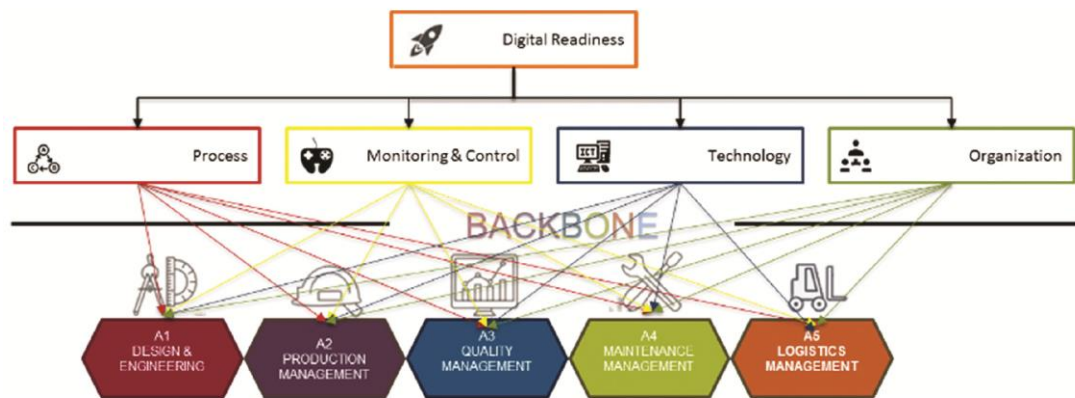 Digital Readiness
Process
Monitoring & Control
ICT
Technology
Organization
BACKBONE
A1
DESIGN &
ENGINEERING
A2
PRODUCTION
MANAGEMENT
A3
QUALITY
MANAGEMENT
A4
MAINTENANCE
MANAGEMENT
A5
LOGISTICS
MANAGEMENT